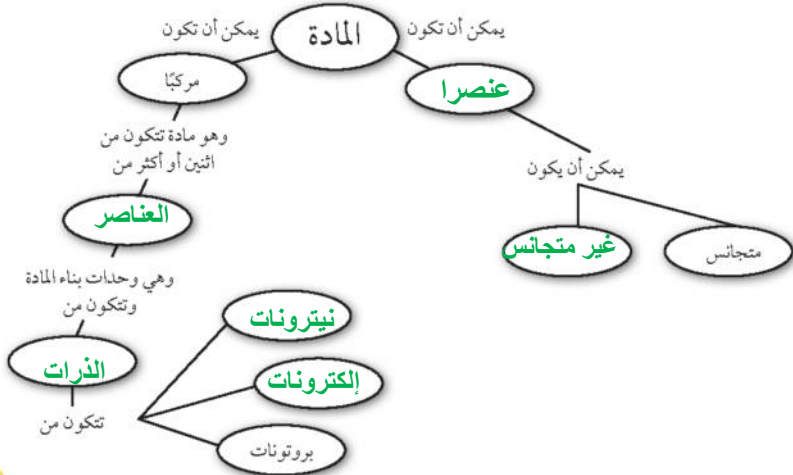 المادة
يمكن أن تكون
يمكن أن تكون
عنصرا
مركبًا
يمكن أن يكون
متجانس
غير متجانس
وهو مادة تتكون من
اثنين أو أكثر من
العناصر
وهي وحدات بناء المادة
وتتكون من
الذرات
تتكون من
نيترونات
إلكترونات
بروتونات